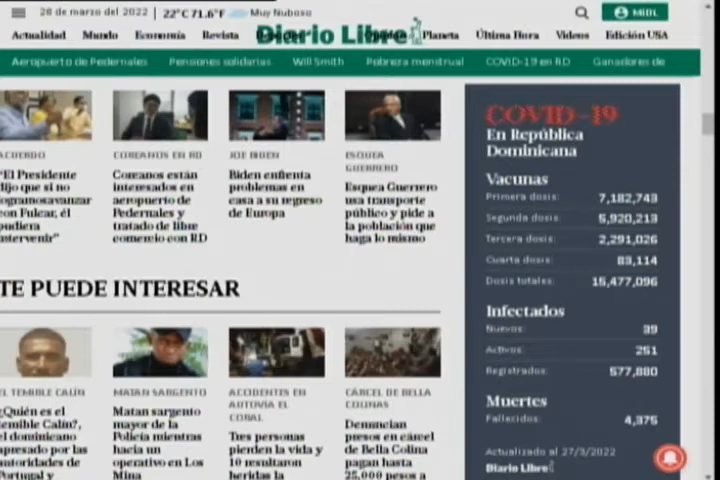 28 de marzo del 2022 | 22°C 71.6°F Muy Nuboso
MiDL
Actualidad Mundo Economía Revista Diario Libre Planeta Última Hora Videos Edición USA
Aeropuerto de Pedernales Pensiones solidarias Will Smith Pobreza menstrual COVID-19 en RD Ganadores de
ACUERDO
"El Presidente
dijo que si no
logramos avanzar
con Fulcar, él
pudiera
intervenir"
COREANOS EN RD
Coreanos están
interesados en
aeropuerto de
Pedernales y
tratado de libre
comercio con RD
JOE BIDEN
Biden enfrenta
problemas en
casa a su regreso
de Europa
ESQUEA
GUERRERO
Esquea Guerrero
usa transporte
público y pide a
la población que
haga lo mismo
TE PUEDE INTERESAR
EL TEMIBLE CALÍN
¿Quién es el
temible Calín?,
el dominicano
apresado por las
autoridades de
Portugal y
MATAN SARGENTO
Matan sargento
mayor de la
Policía mientras
hacía un
operativo en Los
Mina
ACCIDENTES EN
AUTOVÍA EL
CORAL
Tres personas
pierden la vida y
10 resultaron
heridas la
CÁRCEL DE BELLA
COLINAS
Denuncian
presos en cárcel
de Bella Colina
pagan hasta
25,000 pesos a
COVID-19
En República
Dominicana
Vacunas
Primera dosis: 7,182,743
Segunda dosis: 5,920,213
Tercera dosis: 2,291,026
Cuarta dosis: 83,114
Dosis totales: 15,477,096
Infectados
Nuevos: 39
Activos: 251
Registrados: 577,880
Muertes
Fallecidos: 4,375
Actualizado al 27/3/2022
Diario Libre